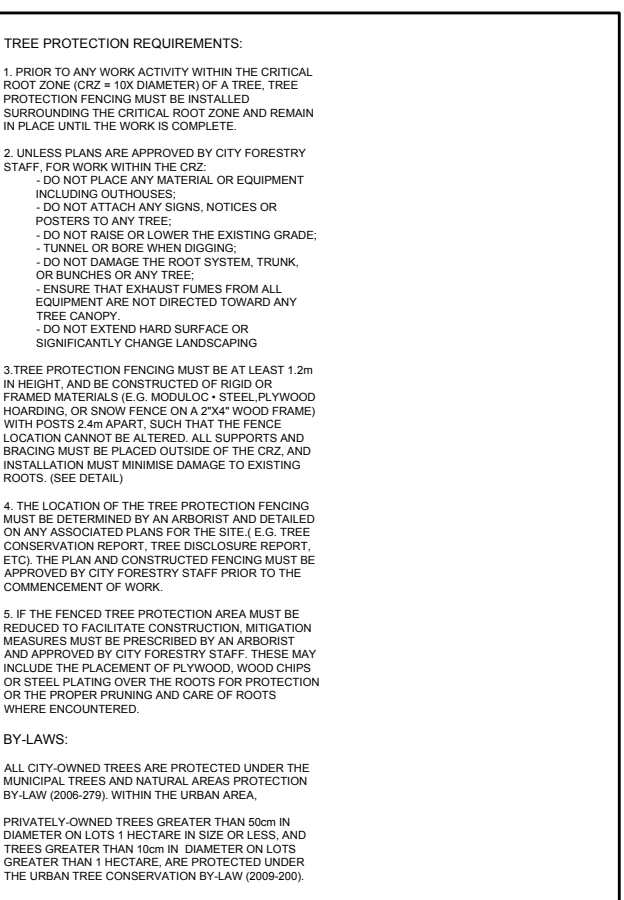 TREE PROTECTION REQUIREMENTS:
1. PRIOR TO ANY WORK ACTIVITY WITHIN THE CRITICAL
ROOT ZONE (CRZ = 10X DIAMETER) OF A TREE, TREE
PROTECTION FENCING MUST BE INSTALLED
SURROUNDING THE CRITICAL ROOT ZONE AND REMAIN
IN PLACE UNTIL THE WORK IS COMPLETE.
2. UNLESS PLANS ARE APPROVED BY CITY FORESTRY
STAFF, FOR WORK WITHIN THE CRZ:
- DO NOT PLACE ANY MATERIAL OR EQUIPMENT
INCLUDING OUTHOUSES;
- DO NOT ATTACH ANY SIGNS, NOTICES OR
POSTERS TO ANY TREE;
- DO NOT RAISE OR LOWER THE EXISTING GRADE;
- TUNNEL OR BORE WHEN DIGGING;
- DO NOT DAMAGE THE ROOT SYSTEM, TRUNK,
OR BUNCHES OR ANY TREE;
- ENSURE THAT EXHAUST FUMES FROM ALL
EQUIPMENT ARE NOT DIRECTED TOWARD ANY
TREE CANOPY.
- DO NOT EXTEND HARD SURFACE OR
SIGNIFICANTLY CHANGE LANDSCAPING
3.TREE PROTECTION FENCING MUST BE AT LEAST 1.2m
IN HEIGHT, AND BE CONSTRUCTED OF RIGID OR
FRAMED MATERIALS (E.G. MODULOC • STEEL,PLYWOOD
HOARDING, OR SNOW FENCE ON A 2"X4" WOOD FRAME)
WITH POSTS 2.4m APART, SUCH THAT THE FENCE
LOCATION CANNOT BE ALTERED. ALL SUPPORTS AND
BRACING MUST BE PLACED OUTSIDE OF THE CRZ, AND
INSTALLATION MUST MINIMISE DAMAGE TO EXISTING
ROOTS. (SEE DETAIL)
4. THE LOCATION OF THE TREE PROTECTION FENCING
MUST BE DETERMINED BY AN ARBORIST AND DETAILED
ON ANY ASSOCIATED PLANS FOR THE SITE.( E.G. TREE
CONSERVATION REPORT, TREE DISCLOSURE REPORT,
ETC). THE PLAN AND CONSTRUCTED FENCING MUST BE
APPROVED BY CITY FORESTRY STAFF PRIOR TO THE
COMMENCEMENT OF WORK.
5. IF THE FENCED TREE PROTECTION AREA MUST BE
REDUCED TO FACILITATE CONSTRUCTION, MITIGATION
MEASURES MUST BE PRESCRIBED BY AN ARBORIST
AND APPROVED BY CITY FORESTRY STAFF. THESE MAY
INCLUDE THE PLACEMENT OF PLYWOOD, WOOD CHIPS
OR STEEL PLATING OVER THE ROOTS FOR PROTECTION
OR THE PROPER PRUNING AND CARE OF ROOTS
WHERE ENCOUNTERED.
BY-LAWS:
ALL CITY-OWNED TREES ARE PROTECTED UNDER THE
MUNICIPAL TREES AND NATURAL AREAS PROTECTION
BY-LAW (2006-279). WITHIN THE URBAN AREA,
PRIVATELY-OWNED TREES GREATER THAN 50cm IN
DIAMETER ON LOTS 1 HECTARE IN SIZE OR LESS, AND
TREES GREATER THAN 10cm IN DIAMETER ON LOTS
GREATER THAN 1 HECTARE, ARE PROTECTED UNDER
THE URBAN TREE CONSERVATION BY-LAW (2009-200).